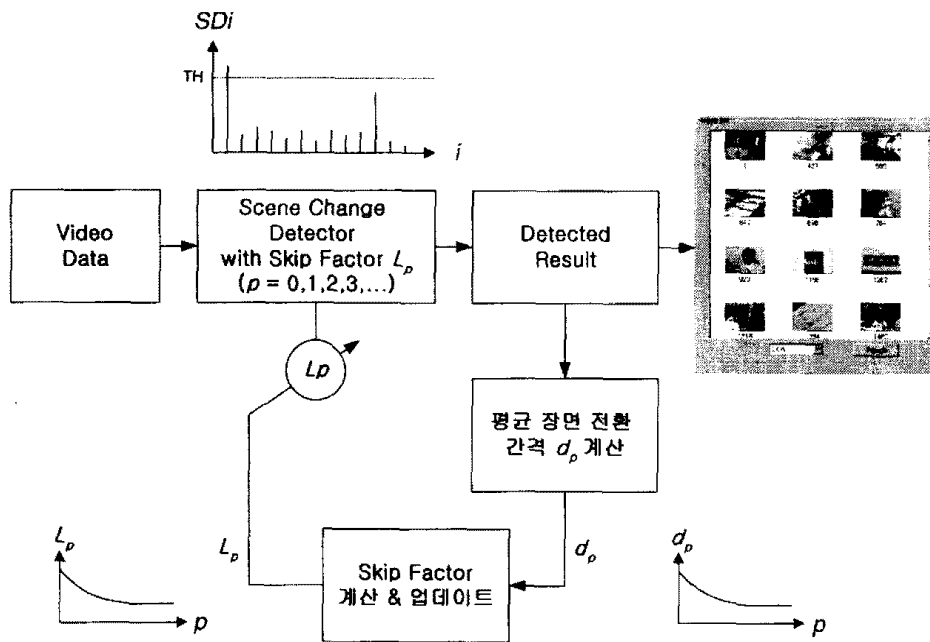 SDi
TH
i
Video
Data
Scene Change
Detector
with Skip Factor Lp
(p = 0,1,2,3,...)
Detected
Result
Lp
평균 장면 전환
간격 dp 계산
Lp
dp
Skip Factor
계산 & 업데이트
Lp
p
dp
p